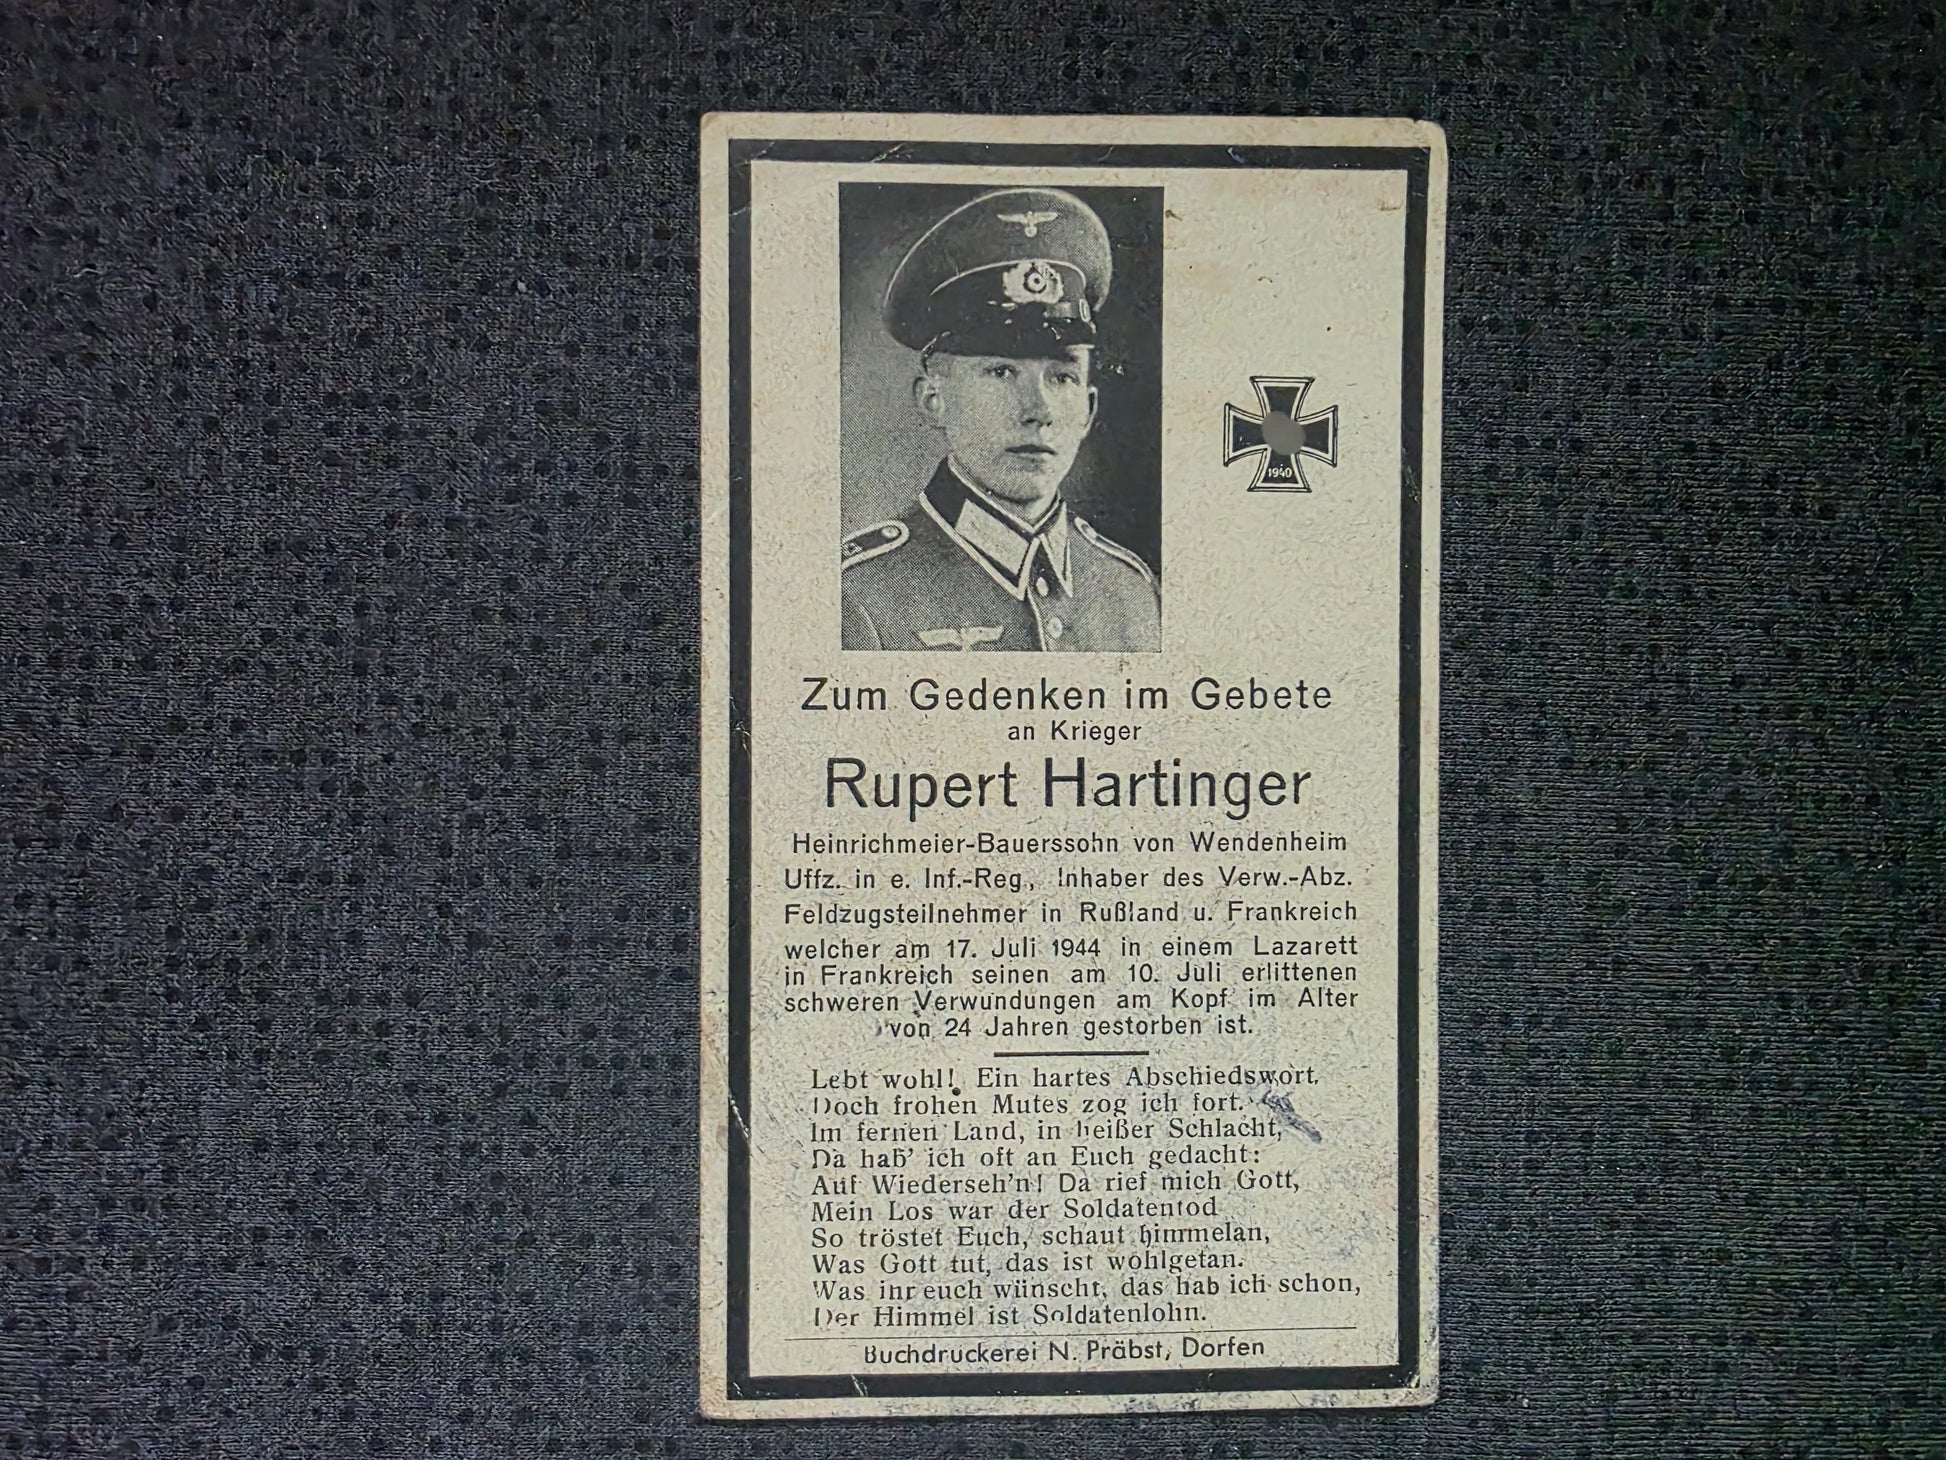 1940
Zum Gedenken im Gebete
an Krieger
Rupert Hartinger
Heinrichmeier-Bauerssohn von Wendenheim
Uffz. in e. Inf.-Reg., Inhaber des Verw.-Abz.
Feldzugsteilnehmer in Rußland u. Frankreich
welcher am 17. Juli 1944 in einem Lazarett
in Frankreich seinen am 10. Juli erlittenen
schweren Verwundungen am Kopf im Alter
von 24 Jahren gestorben ist.
Lebt wohl! Ein hartes Abschiedswort.
Doch frohen Mutes zog ich fort.
Im fernen Land, in heißer Schlacht,
Da hab' ich oft an Euch gedacht:
Auf Wiederseh'n! Da rief mich Gott,
Mein Los war der Soldatentod
So tröstet Euch, schaut himmelan,
Was Gott tut, das ist wohlgetan.
Was ihr euch wünscht, das hab ich schon,
Der Himmel ist Soldatenlohn.
Buchdruckerei N. Präbst, Dorfen